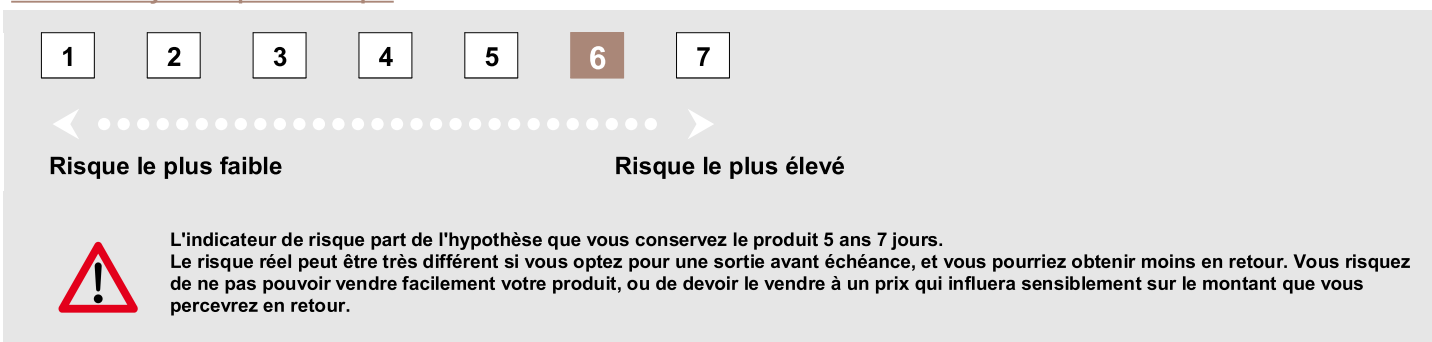 1 2 3 4 5 6 7
Risque le plus faible Risque le plus élevé
L'indicateur de risque part de l'hypothèse que vous conservez le produit 5 ans 7 jours.
Le risque réel peut être très différent si vous optez pour une sortie avant échéance, et vous pourriez obtenir moins en retour. Vous risquez
de ne pas pouvoir vendre facilement votre produit, ou de devoir le vendre à un prix qui influera sensiblement sur le montant que vous
percevrez en retour.